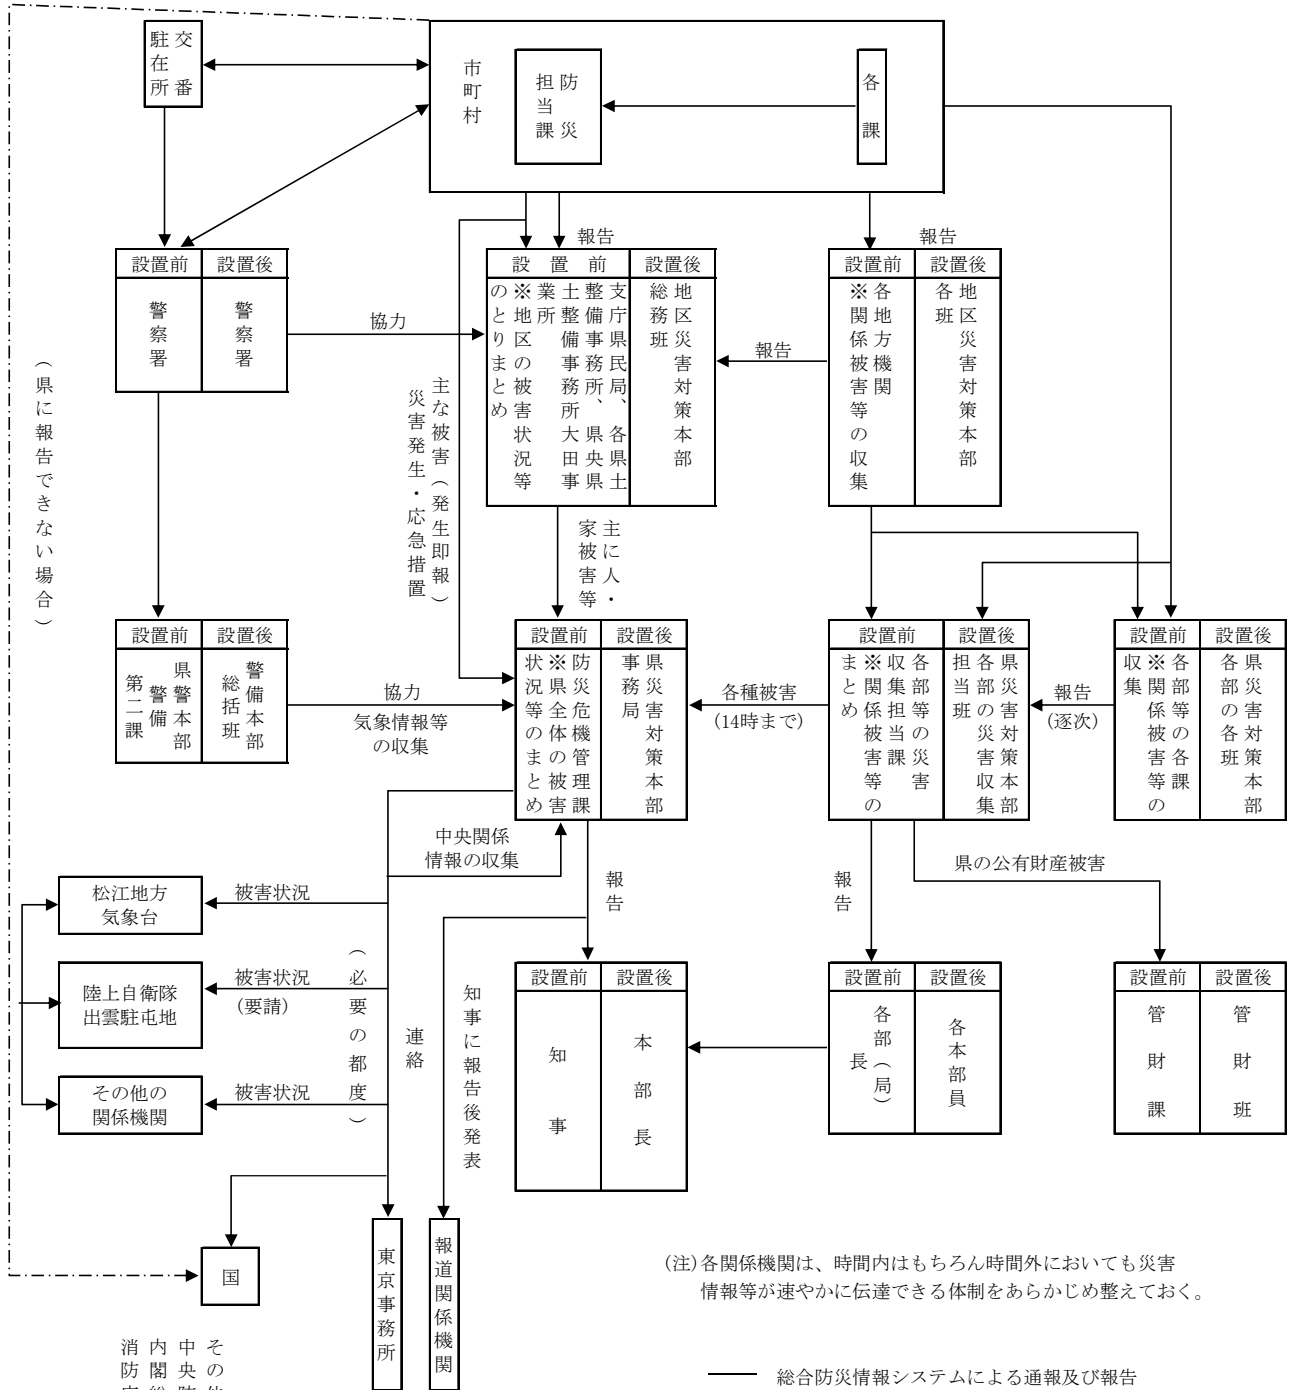 交番
駐在所
市町村
防災
担当課
各課
報告
報告
設置前
設置後
警察署
警察署
協力
設置前
設置後
支庁県民局、各県土
整備事務所、県央県
土整備事務所大田事
業所
※地区の被害状況等
のとりまとめ
地区災害対策本部
総務班
報告
設置前
設置後
各地方機関
※関係被害等の収集
地区災害対策本部
各班
(県に報告できない場合)
主な被害(発生即報)
災害発生・応急措置
主に人・
家被害等
設置前
設置後
県警本部
警備
第二課
警備本部
総括班
協力
気象情報等
の収集
設置前
設置後
防災危機管理課
※県全体の被害
状況等のまとめ
県災害対策本部
事務局
各種被害
(14時まで)
設置前
設置後
各部等の災害
収集担当課
※関係被害等の
まとめ
県災害対策本部
各部の災害収集
担当班
報告
(逐次)
設置前
設置後
各部等の各課
※関係被害等の
収集
県災害対策本部
各部の各班
中央関係
情報の収集
報告
報告
県の公有財産被害
松江地方
気象台
被害状況
陸上自衛隊
出雲駐屯地
被害状況
(要請)
その他の
関係機関
被害状況
(必要の都度)
連絡
知事に報告後発表
設置前
設置後
知事
本部長
設置前
設置後
各部(局)
長
各本部員
設置前
設置後
管財課
管財班
国
東京事務所
報道関係機関
(注)各関係機関は、時間内はもちろん時間外においても災害
情報等が速やかに伝達できる体制をあらかじめ整えておく。
その
中央
内閣
消防
総合防災情報システムによる通報及び報告